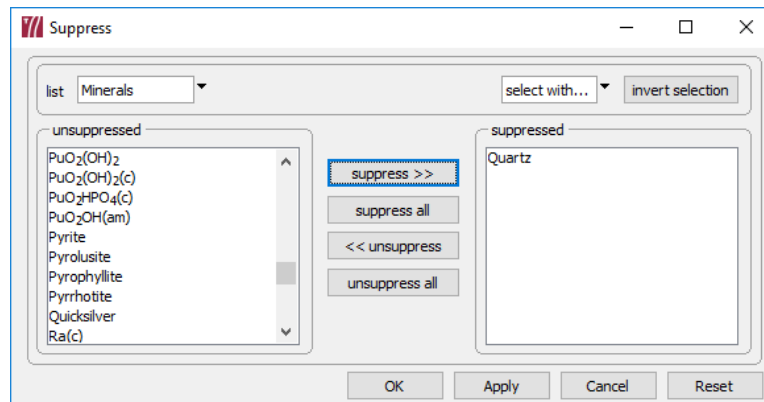 Suppress
list Minerals select with... invert selection
unsuppressed
PuO₂(OH)₂
PuO₂(OH)₂(c)
PuO₂HPO₄(c)
PuO₂OH(am)
Pyrite
Pyrolusite
Pyrophyllite
Pyrrhotite
Quicksilver
Ra(c)
suppress >>
suppress all
<< unsuppress
unsuppress all
suppressed
Quartz
OK Apply Cancel Reset